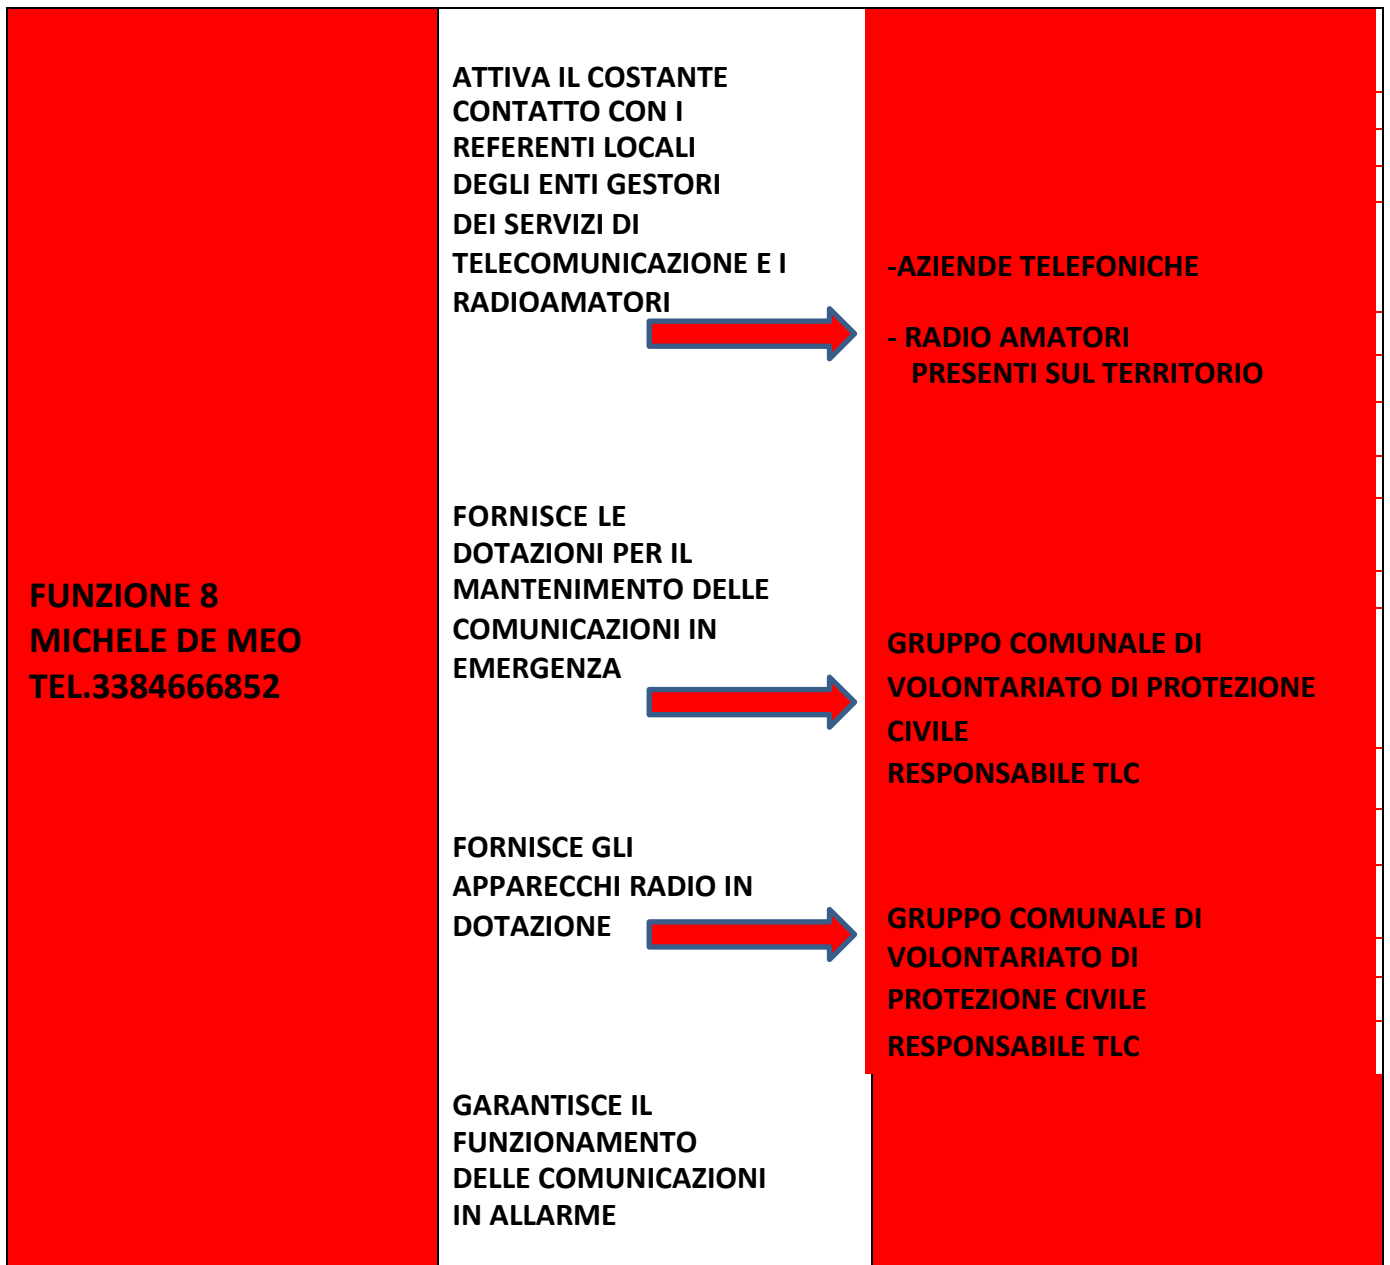 FUNZIONE 8
MICHELE DE MEO
TEL.3384666852
ATTIVA IL COSTANTE
CONTATTO CON I
REFERENTI LOCALI
DEGLI ENTI GESTORI
DEI SERVIZI DI
TELECOMUNICAZIONE E I
RADIOAMATORI
-AZIENDE TELEFONICHE
- RADIO AMATORI
PRESENTI SUL TERRITORIO
FORNISCE LE
DOTAZIONI PER IL
MANTENIMENTO DELLE
COMUNICAZIONI IN
EMERGENZA
GRUPPO COMUNALE DI
VOLONTARIATO DI PROTEZIONE
CIVILE
RESPONSABILE TLC
FORNISCE GLI
APPARECCHI RADIO IN
DOTAZIONE
GRUPPO COMUNALE DI
VOLONTARIATO DI
PROTEZIONE CIVILE
RESPONSABILE TLC
GARANTISCE IL
FUNZIONAMENTO
DELLE COMUNICAZIONI
IN ALLARME